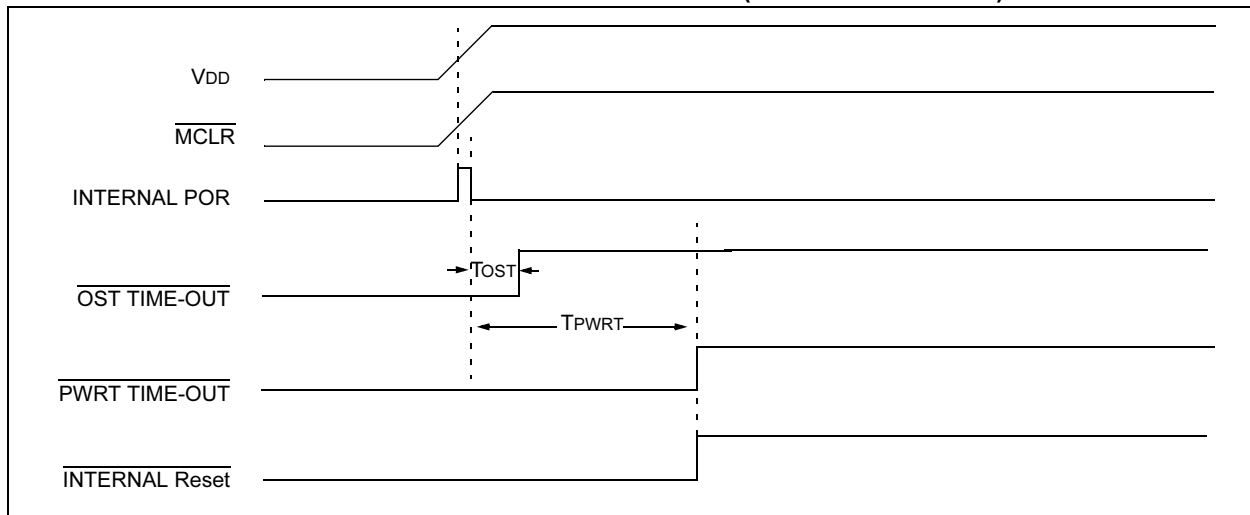 VDD
MCLR
INTERNAL POR
TOST
OST TIME-OUT
TPWRT
PWRT TIME-OUT
INTERNAL Reset